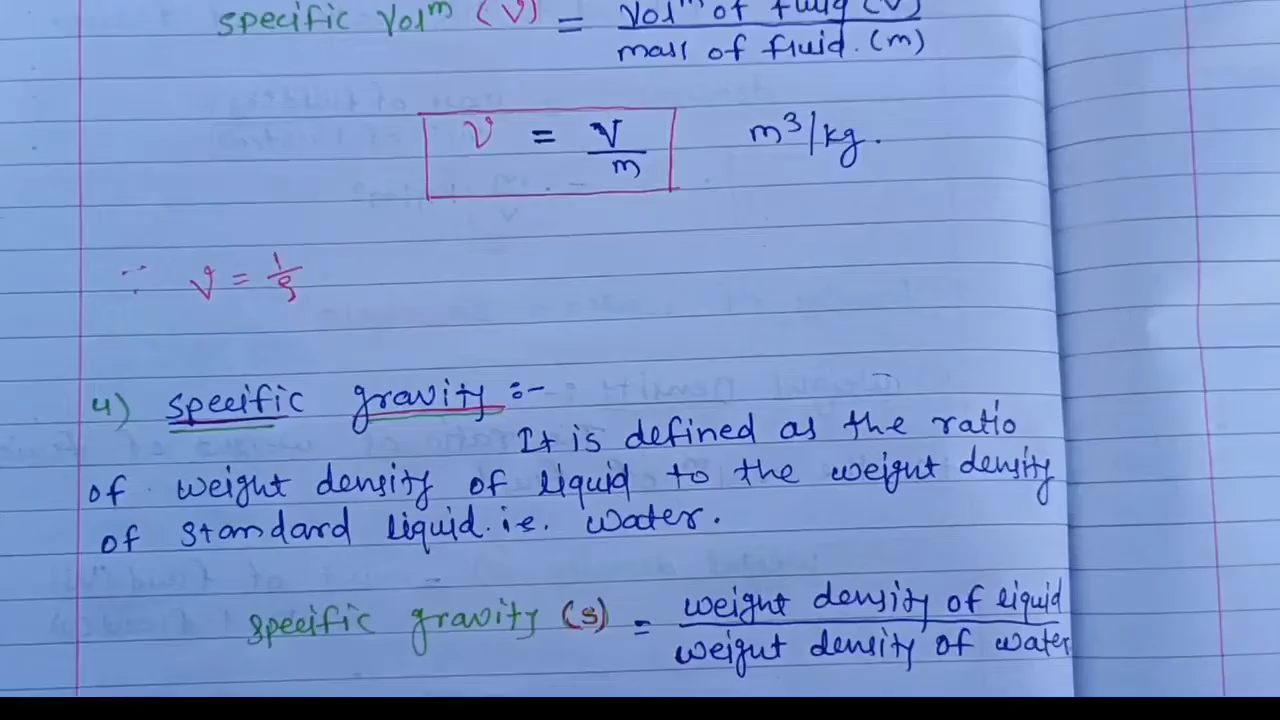 specific Vol^m (V) = Vol^m of fluid (V)
mass of fluid. (m)
V = V/m m³/kg.
∵ V = 1/ρ
4) specific gravity :-
It is defined as the ratio
of weight density of liquid to the weight density
of standard liquid. i.e. water.
specific gravity (s) = weight density of liquid
weight density of water